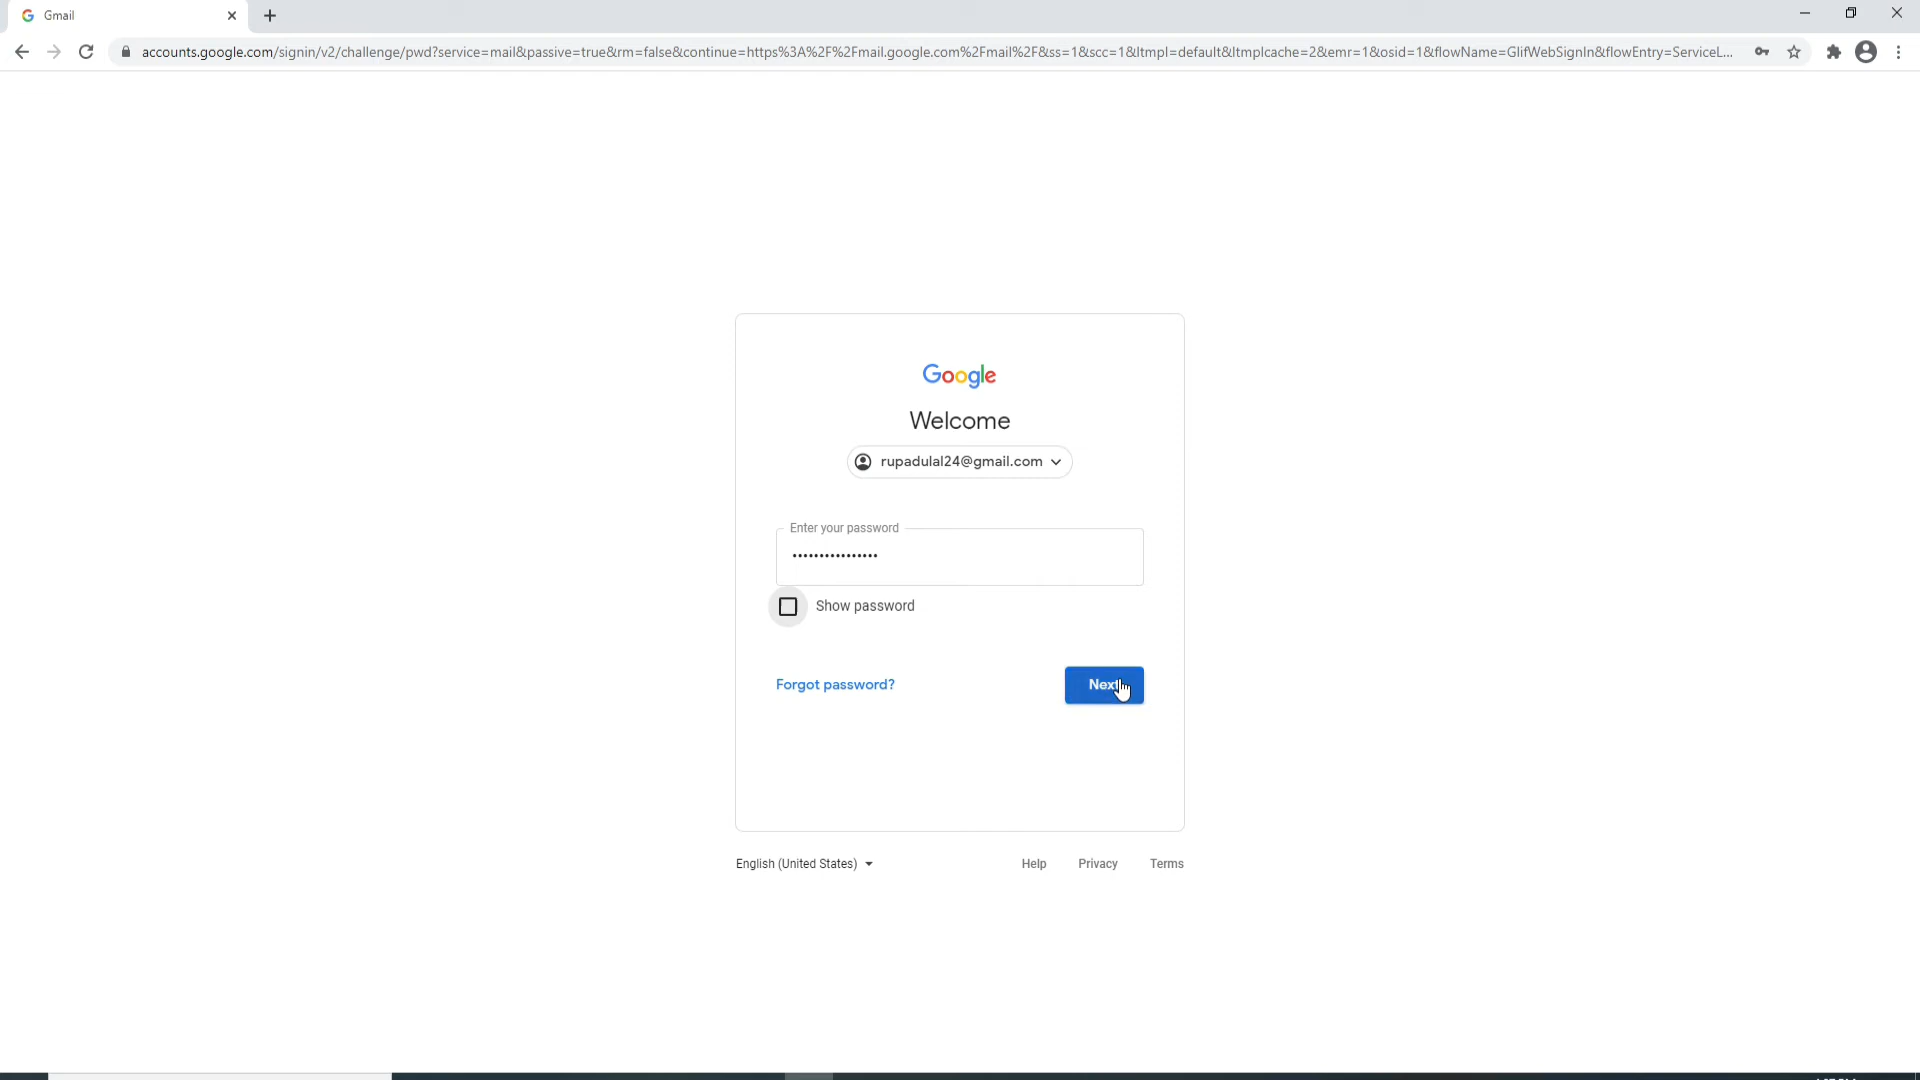 Gmail
accounts.google.com/signin/v2/challenge/pwd?service=mail&passive=true&rm=false&continue=https%3A%2F%2Fmail.google.com%2Fmail%2F&ss=1&scc=1&ltmpl=default&ltmplcache=2&emr=1&osid=1&flowName=GlifWebSignIn&flowEntry=ServiceL...
Google
Welcome
rupadulal24@gmail.com
Enter your password
••••••••••••••••
Show password
Forgot password?
Next
English (United States)
Help Privacy Terms